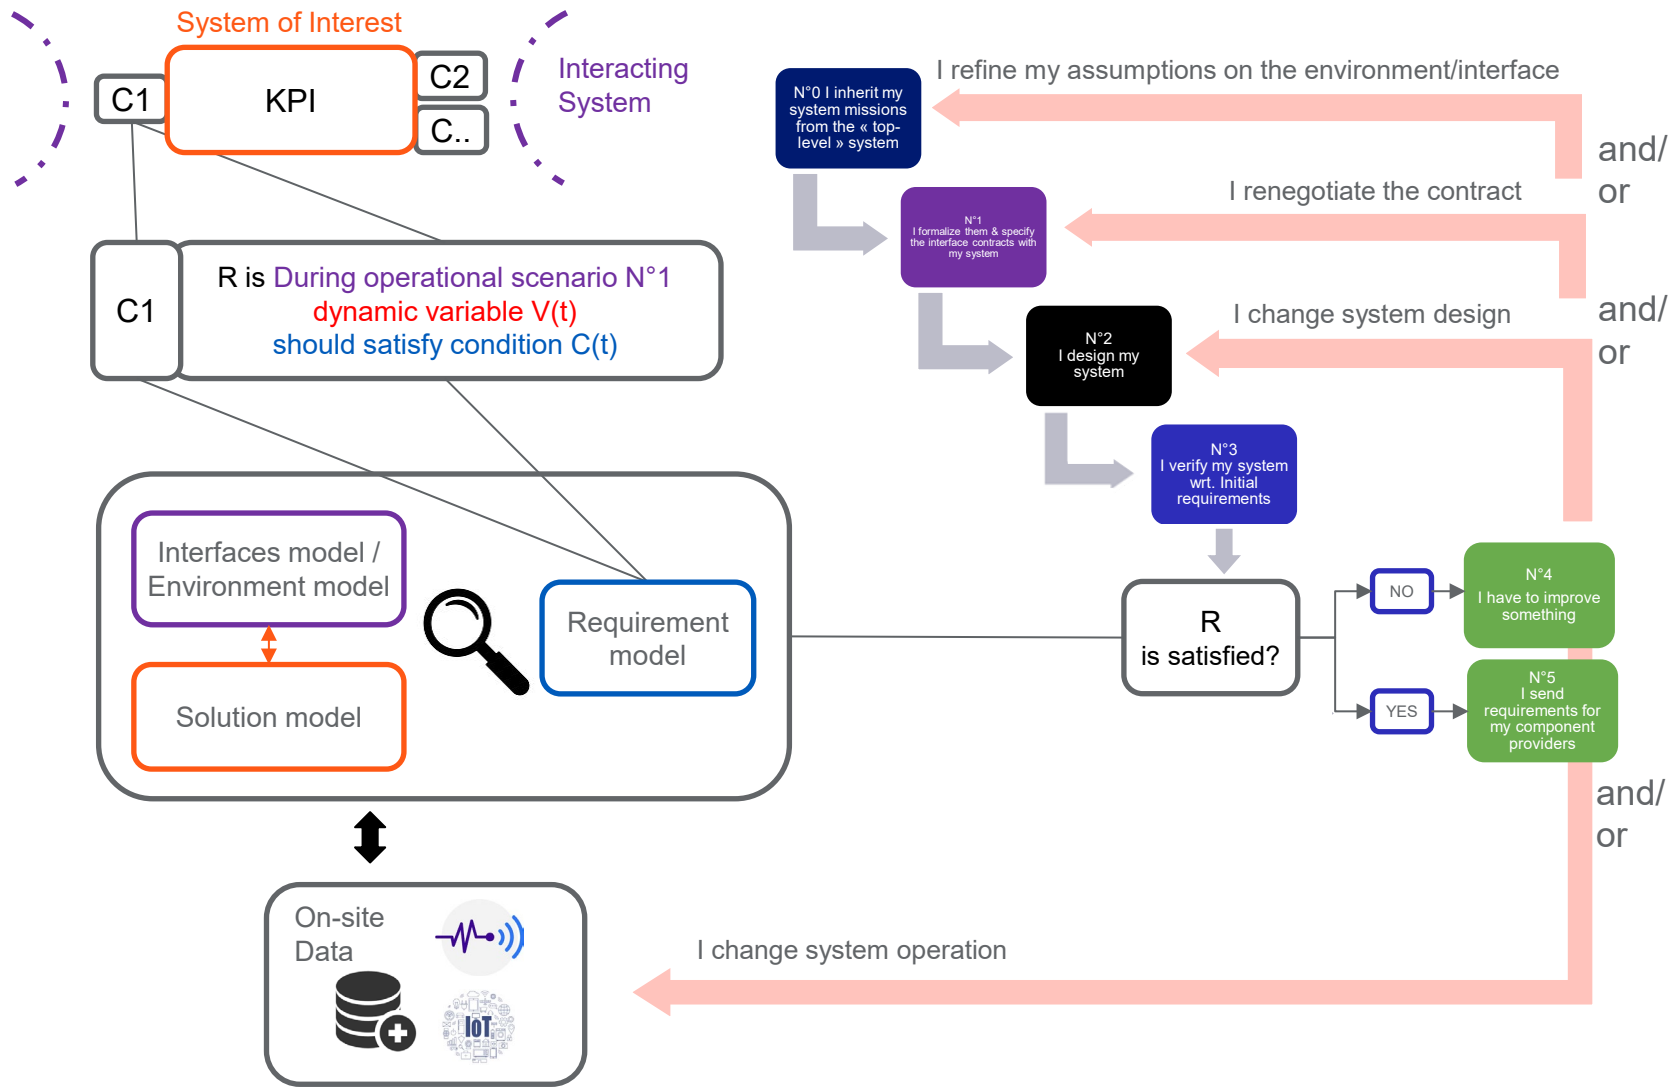 System of Interest
C1
KPI
C2
C..
Interacting
System
C1
R is During operational scenario N°1
dynamic variable V(t)
should satisfy condition C(t)
Interfaces model /
Environment model
Solution model
Requirement
model
On-site
Data
IoT
N°0 I inherit my
system missions
from the « top-
level » system
I refine my assumptions on the environment/interface
and/
or
N°1
I formalize them & specify
the interface contracts with
my system
I renegotiate the contract
and/
or
N°2
I design my
system
I change system design
N°3
I verify my system
wrt. Initial
requirements
R
is satisfied?
NO
N°4
I have to improve
something
YES
N°5
I send
requirements for
my component
providers
and/
or
I change system operation